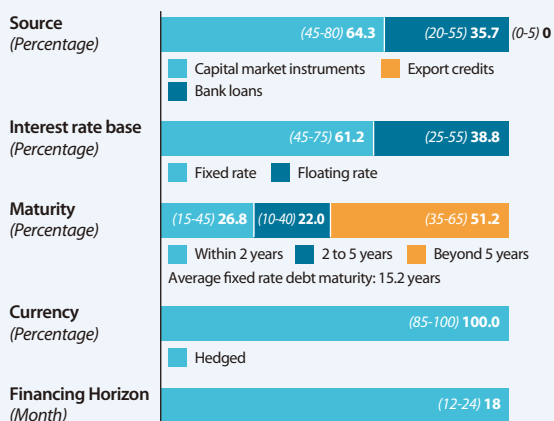 Source
(Percentage)
(45-80) 64.3 (20-55) 35.7 (0-5) 0
Capital market instruments Export credits
Bank loans
Interest rate base
(Percentage)
(45-75) 61.2 (25-55) 38.8
Fixed rate Floating rate
Maturity
(Percentage)
(15-45) 26.8 (10-40) 22.0 (35-65) 51.2
Within 2 years 2 to 5 years Beyond 5 years
Average fixed rate debt maturity: 15.2 years
Currency
(Percentage)
(85-100) 100.0
Hedged
Financing Horizon
(Month)
(12-24) 18